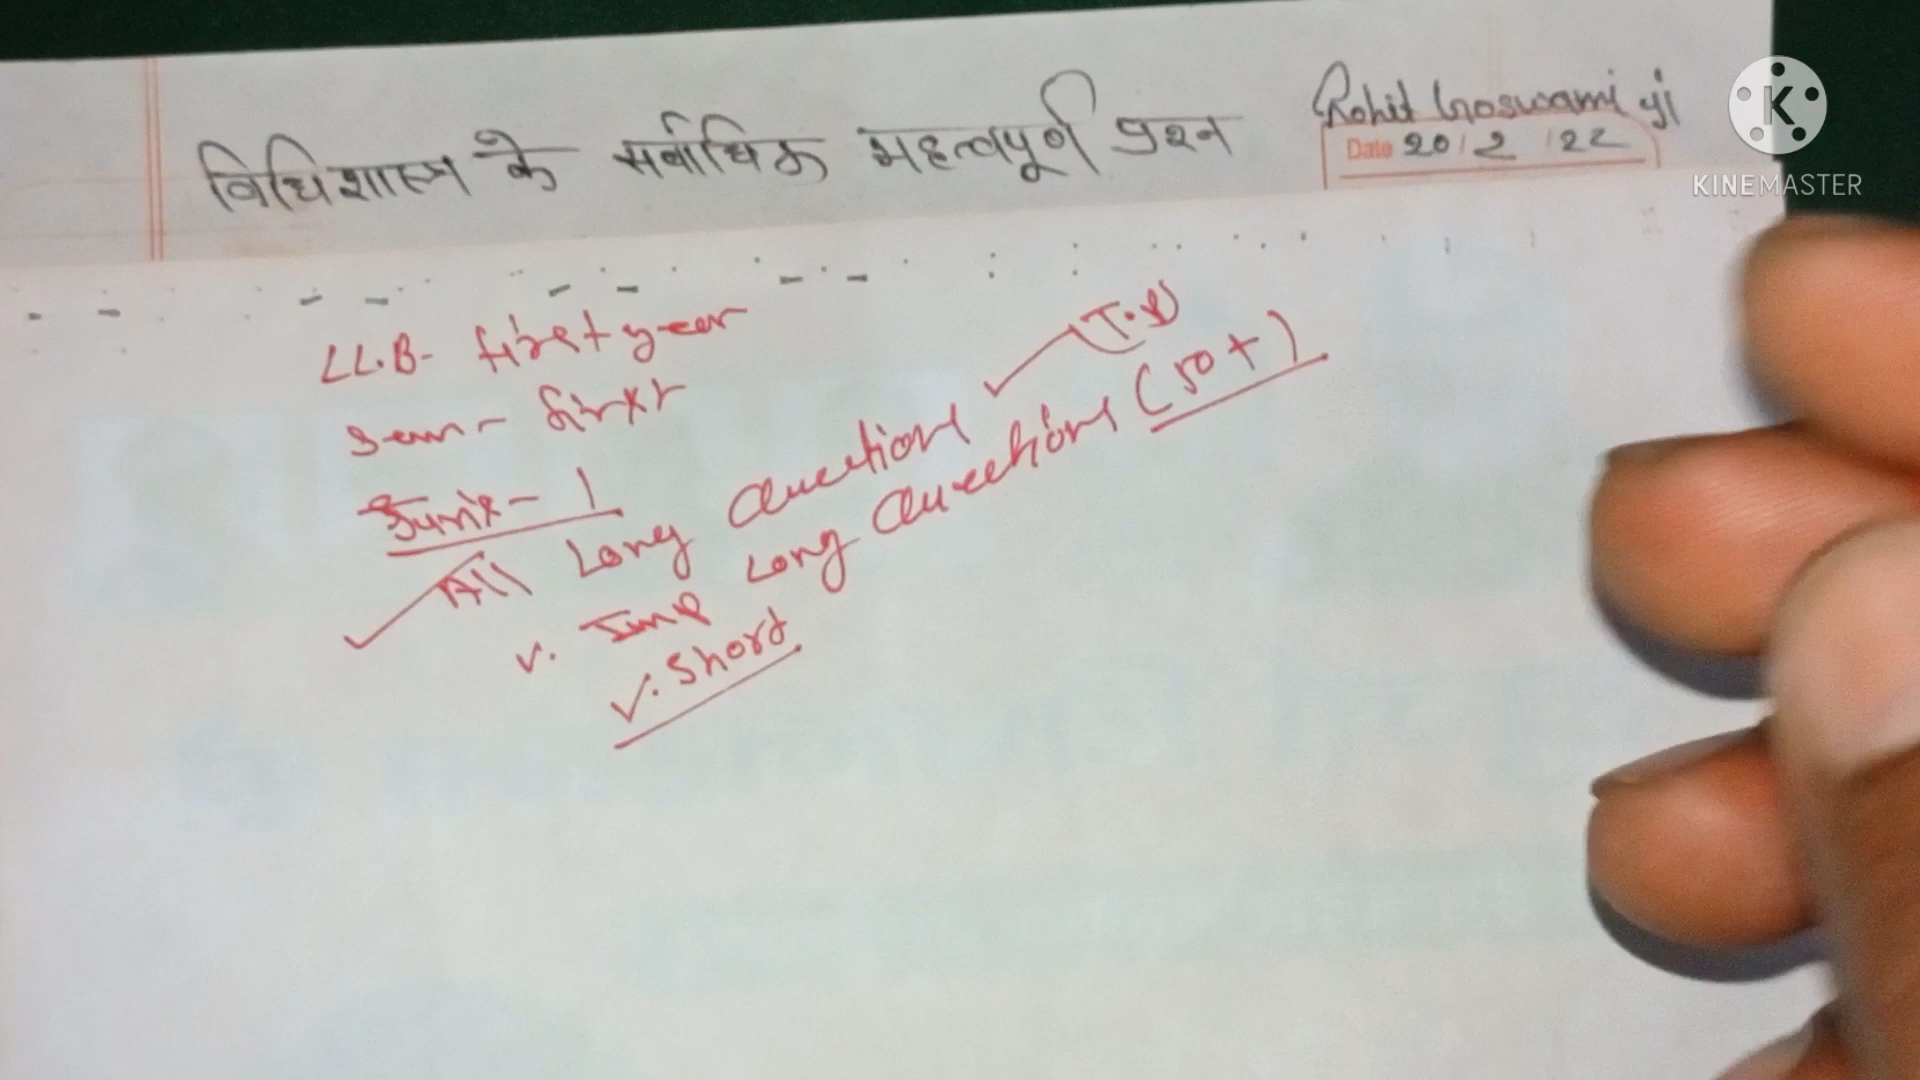 विधिशास्त्र के सर्वाधिक महत्वपूर्ण प्रश्न
Rohit Goswami ji
Date 20/2/22
KINEMASTER
LL.B- first year
Sem- first
Juris- 1
All Long Question
Imp Long Questions (50+)
Short